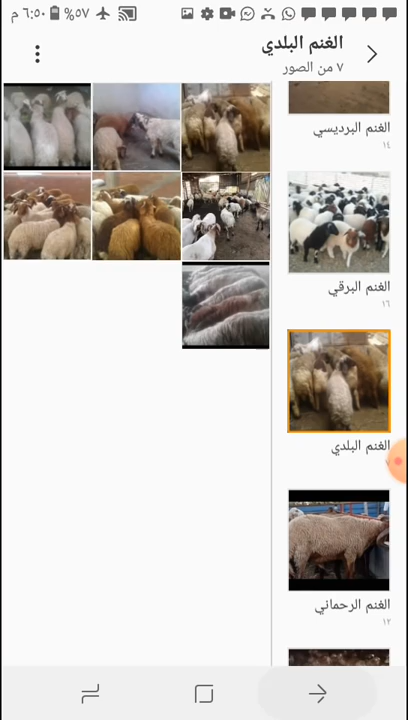 ٦:٥٠ م
%٥٧
الغنم البلدي
٧ من الصور
الغنم البرديسي
١٤
الغنم البرقي
١٦
الغنم البلدي
٧
الغنم الرحماني
١٢